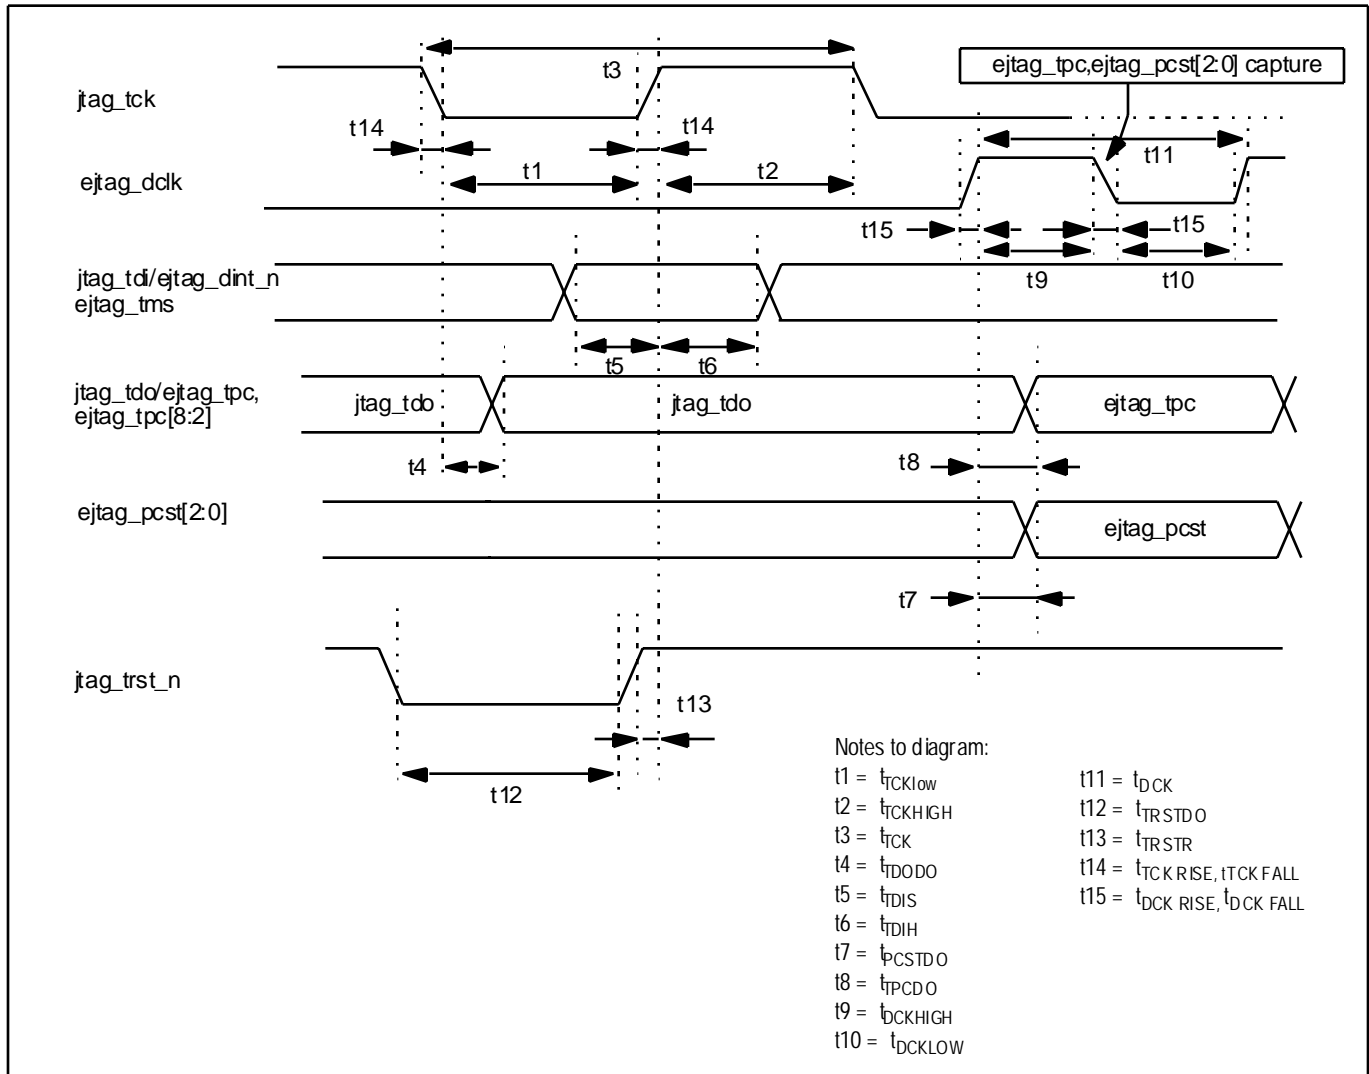 ejtag_tpc,ejtag_pcst[2:0] capture
t3
jtag_tck
t14
t14
t11
ejtag_dclk
t1
t2
t15
t15
jtag_tdi/ejtag_dint_n
ejtag_tms
t9
t10
t5
t6
jtag_tdo/ejtag_tpc,
ejtag_tpc[8:2]
jtag_tdo
jtag_tdo
ejtag_tpc
t4
t8
ejtag_pcst[2:0]
ejtag_pcst
t7
jtag_trst_n
t13
t12
Notes to diagram:
t1 = tTCKlow
t2 = tTCKHIGH
t3 = tTCK
t4 = tTDODO
t5 = tTDIS
t6 = tTDIH
t7 = tPCSTDO
t8 = tTPCDO
t9 = tDCKHIGH
t10 = tDCKLOW
t11 = tDCK
t12 = tTRSTDO
t13 = tTRSTR
t14 = tTCK RISE, tTCK FALL
t15 = tDCK RISE, tDCK FALL